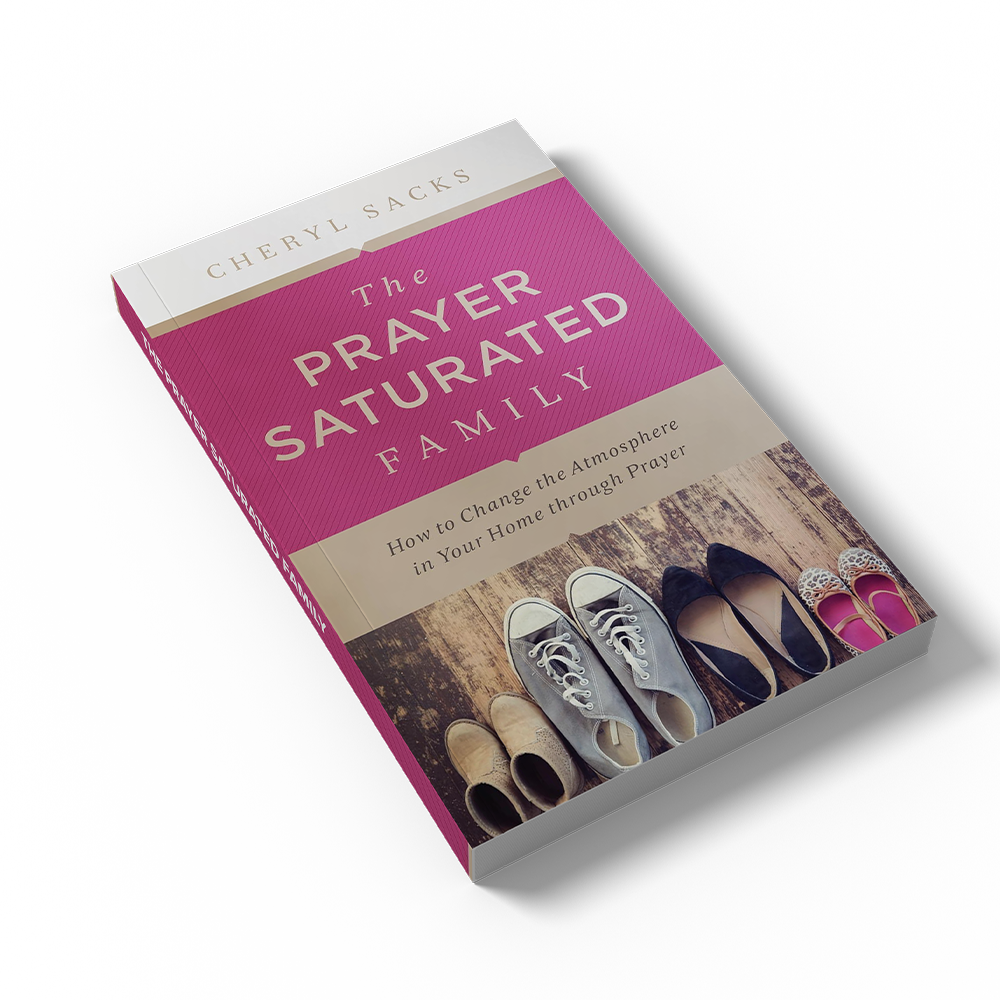 CHERYL SACKS
The
PRAYER
SATURATED
FAMILY
How to Change the Atmosphere
in Your Home through Prayer
THE PRAYER SATURATED FAMILY